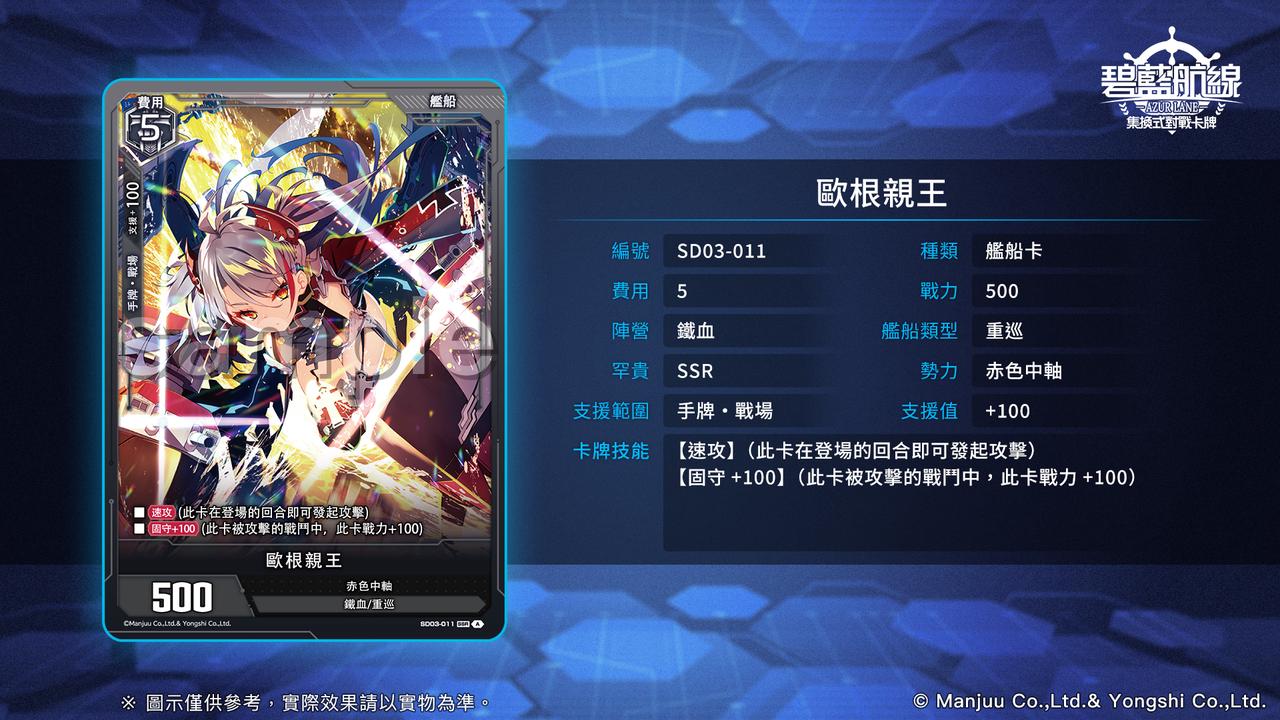 碧藍航線
AZUR LANE
集換式對戰卡牌
費用
5
艦船
支援+100
手牌・戰場
sample
■ 速攻 (此卡在登場的回合即可發起攻擊)
■ 固守+100 (此卡被攻擊的戰鬥中，此卡戰力+100)
歐根親王
500
赤色中軸
鐵血/重巡
©Manjuu Co.,Ltd.& Yongshi Co.,Ltd.
SD03-011 SSR A
歐根親王
編號 SD03-011 種類 艦船卡
費用 5 戰力 500
陣營 鐵血 艦船類型 重巡
罕貴 SSR 勢力 赤色中軸
支援範圍 手牌・戰場 支援值 +100
卡牌技能 【速攻】（此卡在登場的回合即可發起攻擊）
【固守 +100】（此卡被攻擊的戰鬥中，此卡戰力 +100）
※ 圖示僅供參考，實際效果請以實物為準。
© Manjuu Co.,Ltd.& Yongshi Co.,Ltd.